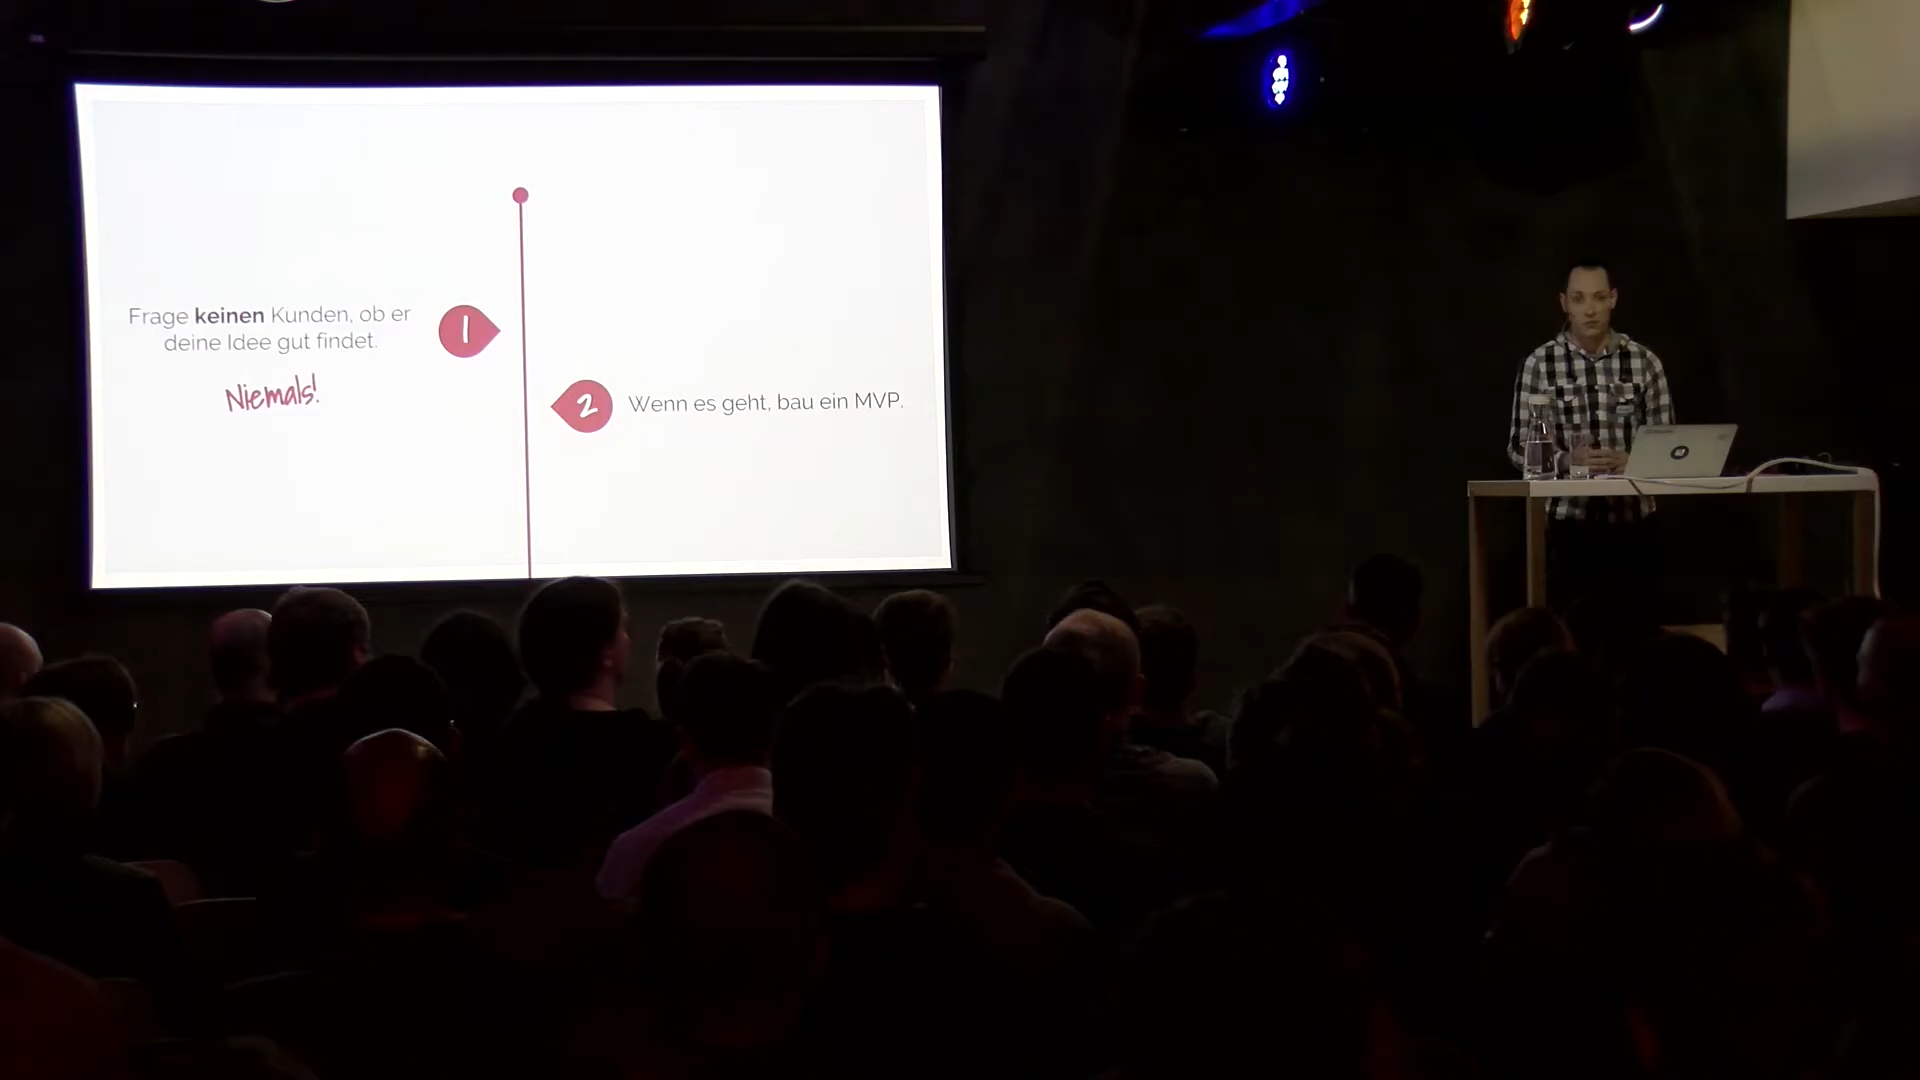 Frage keinen Kunden, ob er
deine Idee gut findet.
Niemals!
1
2
Wenn es geht, bau ein MVP.